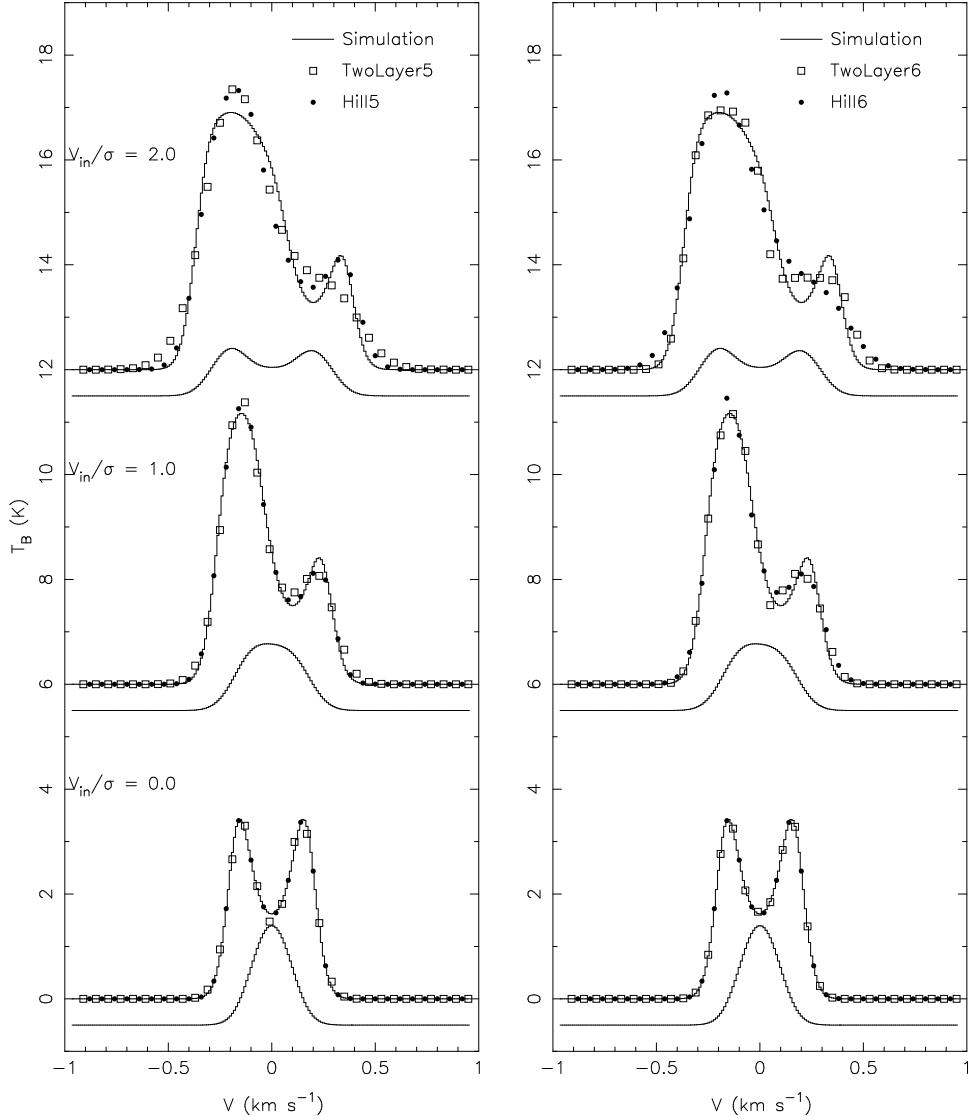 Simulation
TwoLayer5
Hill5
Simulation
TwoLayer6
Hill6
V_in/σ = 2.0
V_in/σ = 1.0
V_in/σ = 0.0
T_B (K)
18
16
14
12
10
8
6
4
2
0
18
16
14
12
10
8
6
4
2
0
−1
−0.5
0
0.5
1
−1
−0.5
0
0.5
1
V (km s⁻¹)
V (km s⁻¹)